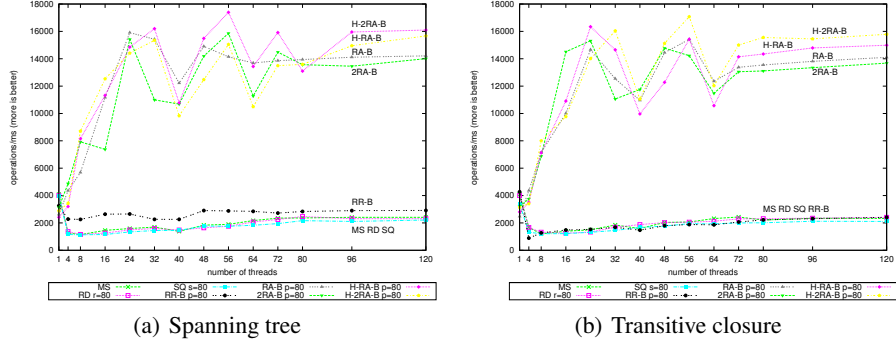 18000
16000
14000
12000
10000
8000
6000
4000
2000
0
operations/ms (more is better)
H-2RA-B
H-RA-B
RA-B
2RA-B
RR-B
MS RD SQ
1 4 8 16 24 32 40 48 56 64 72 80 96 120
number of threads
MS SQ s=80 RA-B p=80 H-RA-B p=80
RD r=80 RR-B p=80 2RA-B p=80 H-2RA-B p=80
(a) Spanning tree
18000
16000
14000
12000
10000
8000
6000
4000
2000
0
operations/ms (more is better)
H-2RA-B
H-RA-B
RA-B
2RA-B
MS RD SQ RR-B
1 4 8 16 24 32 40 48 56 64 72 80 96 120
number of threads
MS SQ s=80 RA-B p=80 H-RA-B p=80
RD r=80 RR-B p=80 2RA-B p=80 H-2RA-B p=80
(b) Transitive closure